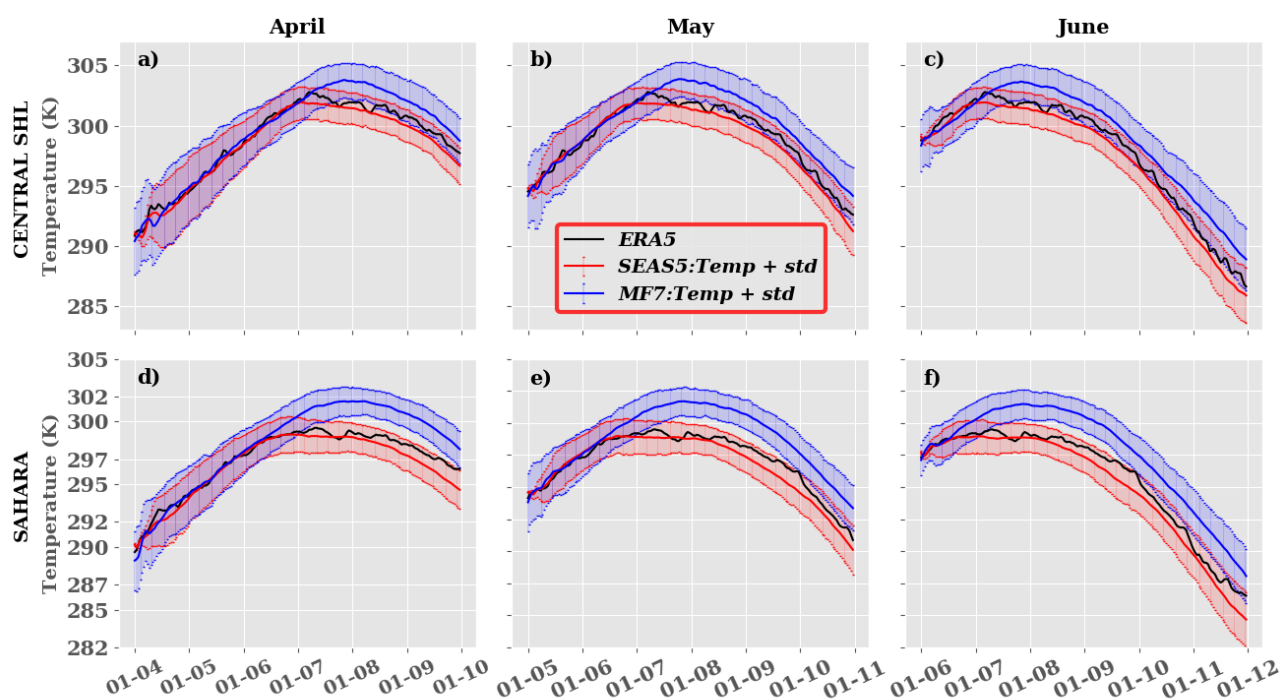 April May June
CENTRAL SHL
Temperature (K)
a) b) c)
305
300
295
290
285
ERA5
SEAS5:Temp + std
MF7:Temp + std
SAHARA
Temperature (K)
d) e) f)
305
302
300
297
295
292
290
287
285
282
01-04 01-05 01-06 01-07 01-08 01-09 01-10 01-05 01-06 01-07 01-08 01-09 01-10 01-11 01-06 01-07 01-08 01-09 01-10 01-11 01-12